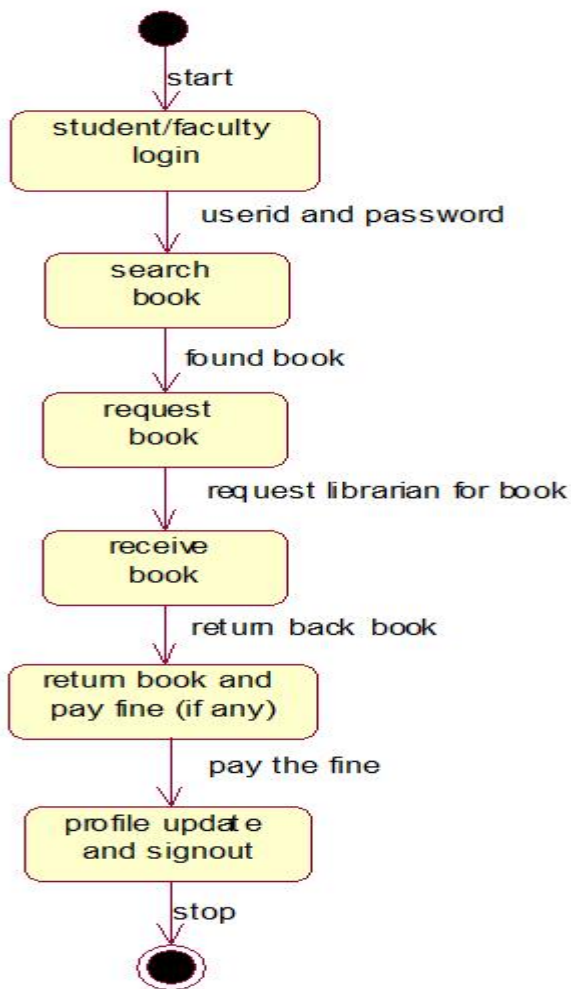 start
student/faculty
login
userid and password
search
book
found book
request
book
request librarian for book
receive
book
return back book
return book and
pay fine (if any)
pay the fine
profile update
and signout
stop